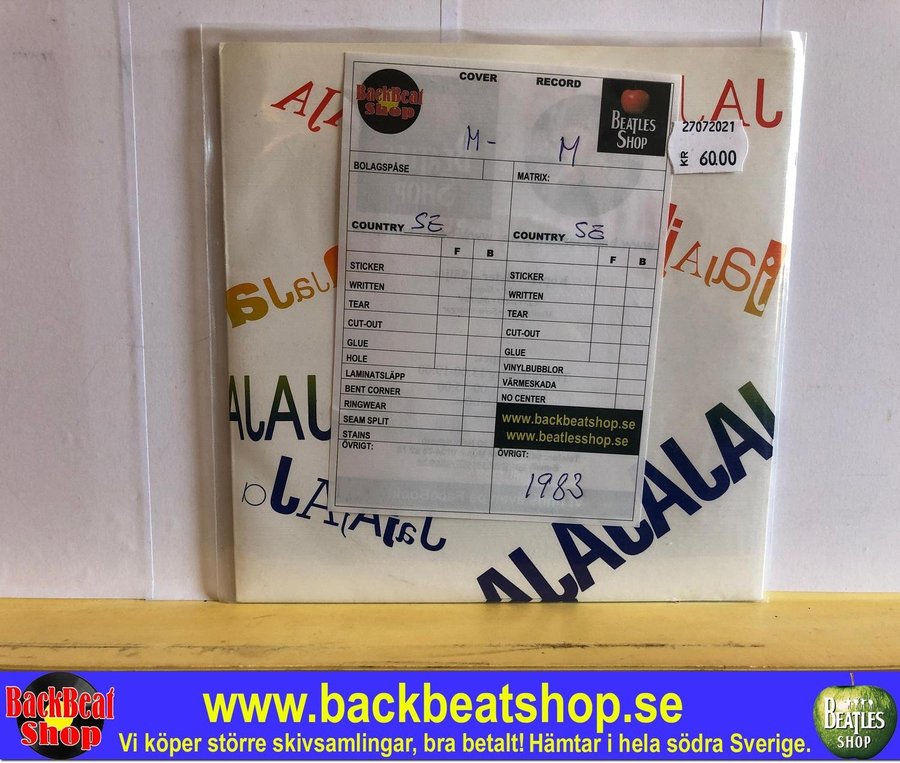 COVER
RECORD
BackBeat
Shop
BEATLES
SHOP
27072021
KR 60.00
M-
M
BOLAGSPÅSE
MATRIX:
COUNTRY SE
COUNTRY SE
F B
F B
STICKER
WRITTEN
TEAR
CUT-OUT
GLUE
HOLE
LAMINATSLÄPP
BENT CORNER
RINGWEAR
SEAM SPLIT
STAINS
ÖVRIGT:
STICKER
WRITTEN
TEAR
CUT-OUT
GLUE
VINYLBUBBLOR
VÄRMESKADA
NO CENTER
www.backbeatshop.se
www.beatlesshop.se
ÖVRIGT:
1983
ALAJALAJAL
BackBeat
Shop
www.backbeatshop.se
Vi köper större skivsamlingar, bra betalt! Hämtar i hela södra Sverige.
BEATLES
SHOP